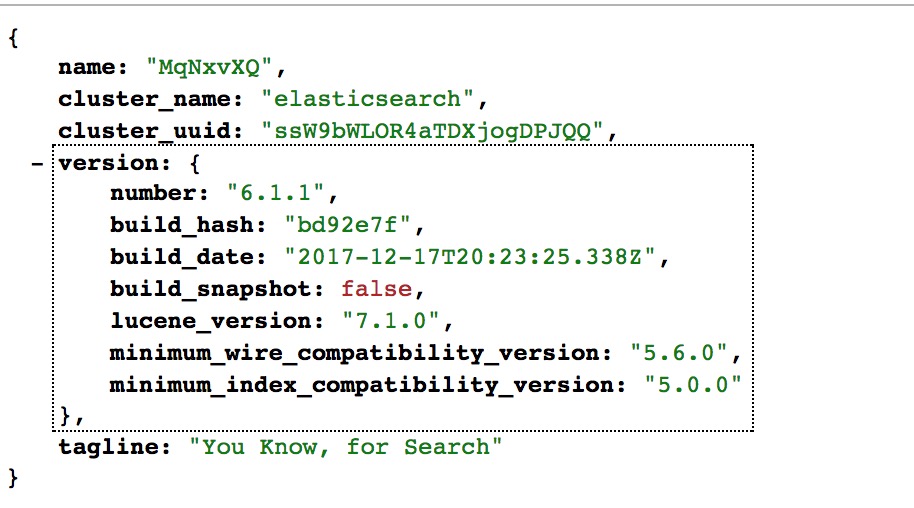 {
name: "MqNxvXQ",
cluster_name: "elasticsearch",
cluster_uuid: "ssW9bWLOR4aTDXjogDPJQQ",
– version: {
number: "6.1.1",
build_hash: "bd92e7f",
build_date: "2017-12-17T20:23:25.338Z",
build_snapshot: false,
lucene_version: "7.1.0",
minimum_wire_compatibility_version: "5.6.0",
minimum_index_compatibility_version: "5.0.0"
},
tagline: "You Know, for Search"
}